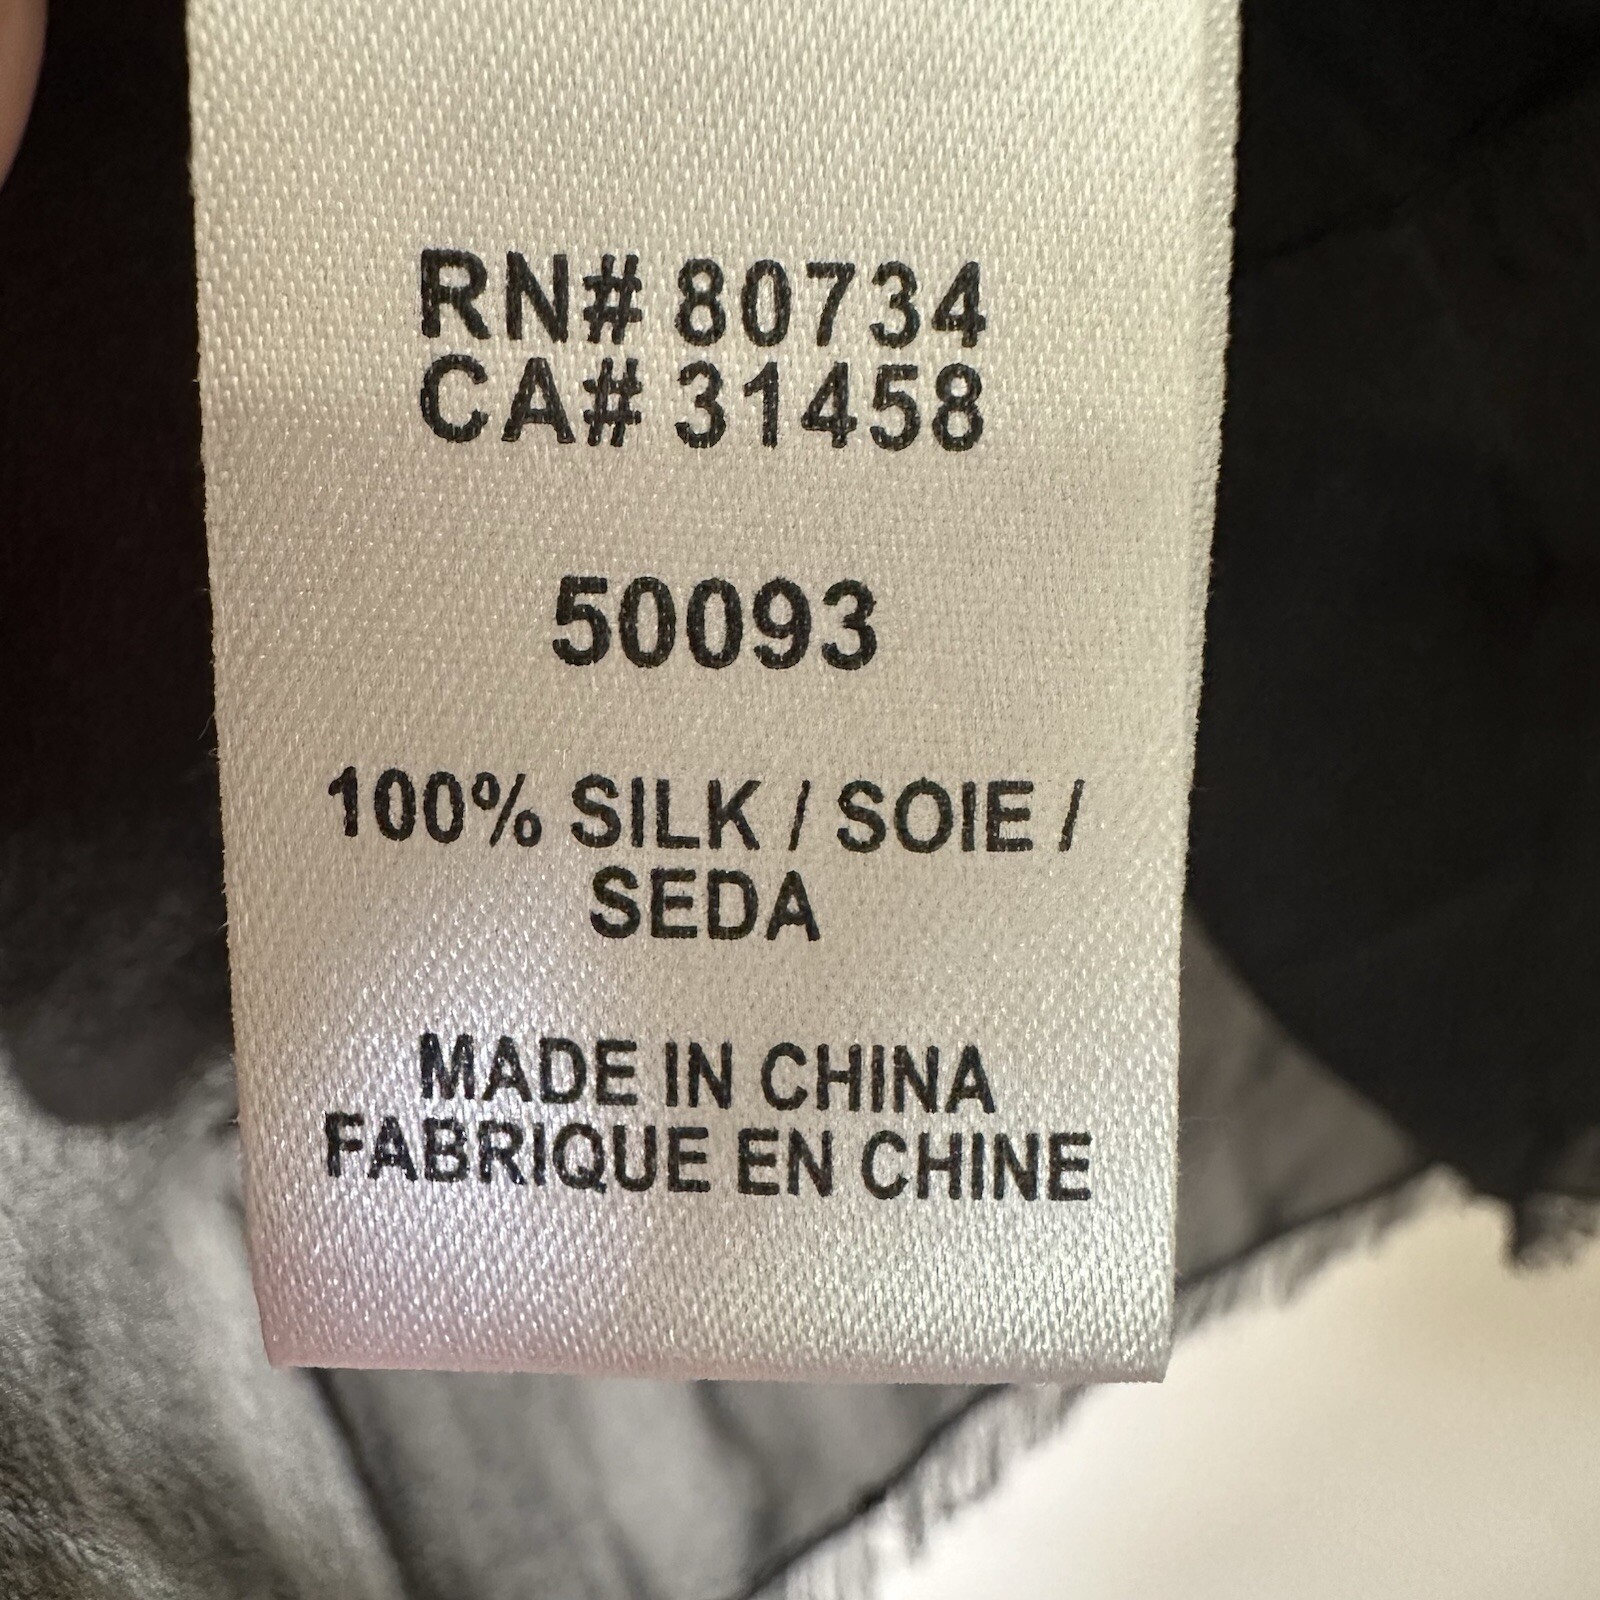 RN# 80734
CA# 31458
50093
100% SILK / SOIE /
SEDA
MADE IN CHINA
FABRIQUE EN CHINE